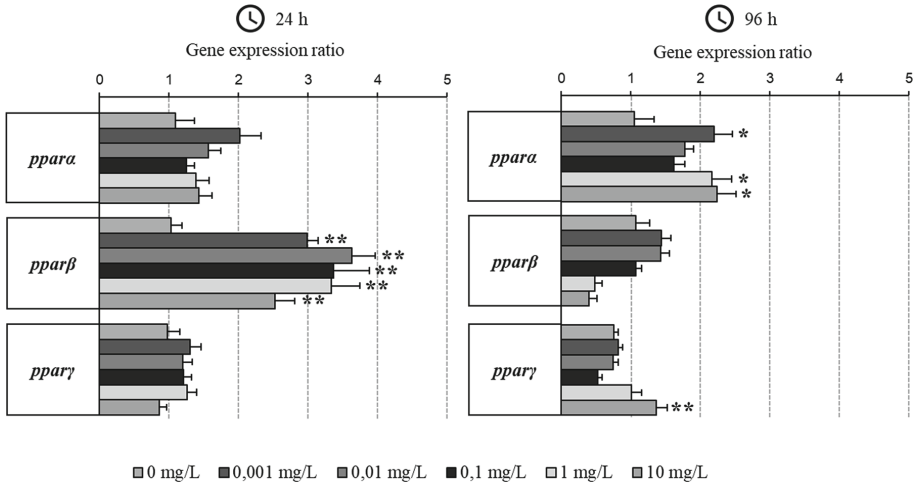 24 h
Gene expression ratio
0 1 2 3 4 5
pparα
pparβ
**
**
**
**
**
pparγ
96 h
Gene expression ratio
0 1 2 3 4 5
pparα
*
*
*
pparβ
pparγ
**
0 mg/L 0,001 mg/L 0,01 mg/L 0,1 mg/L 1 mg/L 10 mg/L